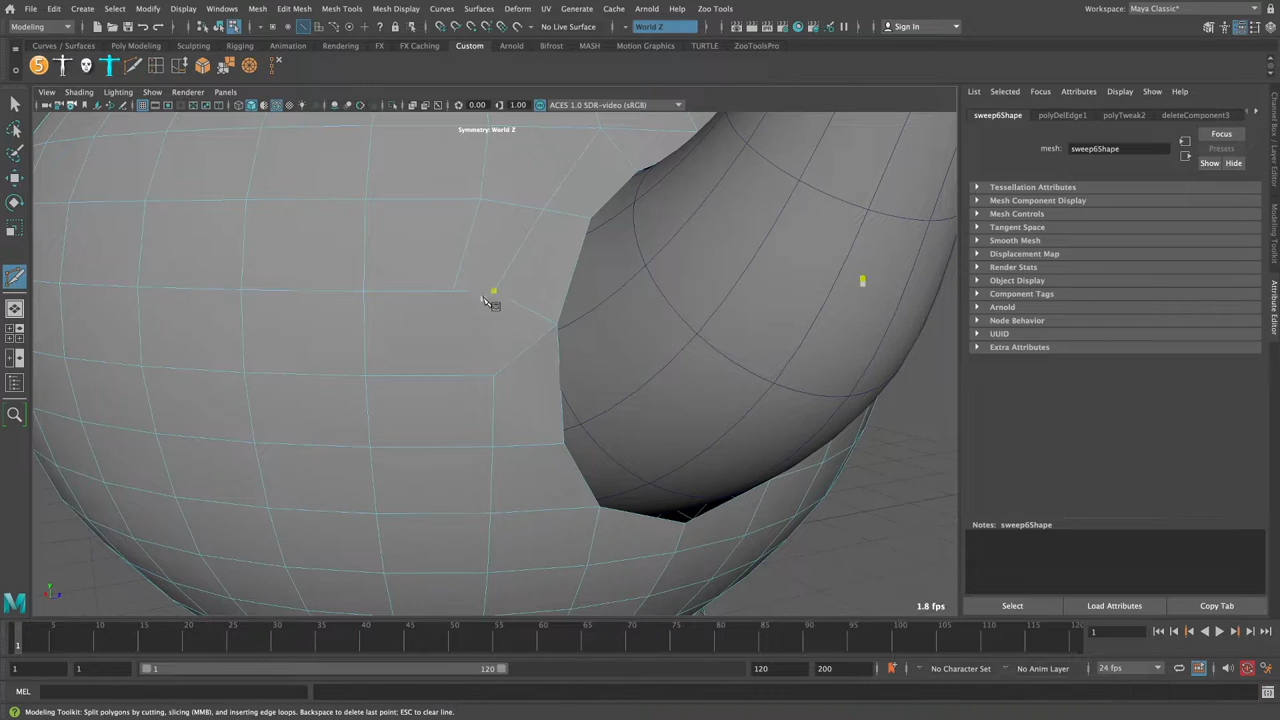 File Edit Create Select Modify Display Windows Mesh Edit Mesh Mesh Tools Mesh Display Curves Surfaces Deform UV Generate Cache Arnold Help Zoo Tools Workspace: Maya Classic*
Modeling No Live Surface World Z Sign In
Curves / Surfaces Poly Modeling Sculpting Rigging Animation Rendering FX FX Caching Custom Arnold Bifrost MASH Motion Graphics TURTLE ZooToolsPro
View Shading Lighting Show Renderer Panels
0.00 1.00 ACES 1.0 SDR-video (sRGB)
Symmetry: World Z
List Selected Focus Attributes Display Show Help
sweep6Shape polyDelEdge1 polyTweak2 deleteComponent3
Focus
mesh: sweep6Shape Presets
Show Hide
Tessellation Attributes
Mesh Component Display
Mesh Controls
Tangent Space
Smooth Mesh
Displacement Map
Render Stats
Object Display
Component Tags
Arnold
Node Behavior
UUID
Extra Attributes
Notes: sweep6Shape
Select Load Attributes Copy Tab
Channel Box / Layer Editor
Modeling Toolkit
Attribute Editor
1.8 fps
5 10 15 20 25 30 35 40 45 50 55 60 65 70 75 80 85 90 95 100 105 110 115 120
1 1
1 1 1 120 120 200 No Character Set No Anim Layer 24 fps
MEL
Modeling Toolkit: Split polygons by cutting, slicing (MMB), and inserting edge loops. Backspace to delete last point; ESC to clear line.